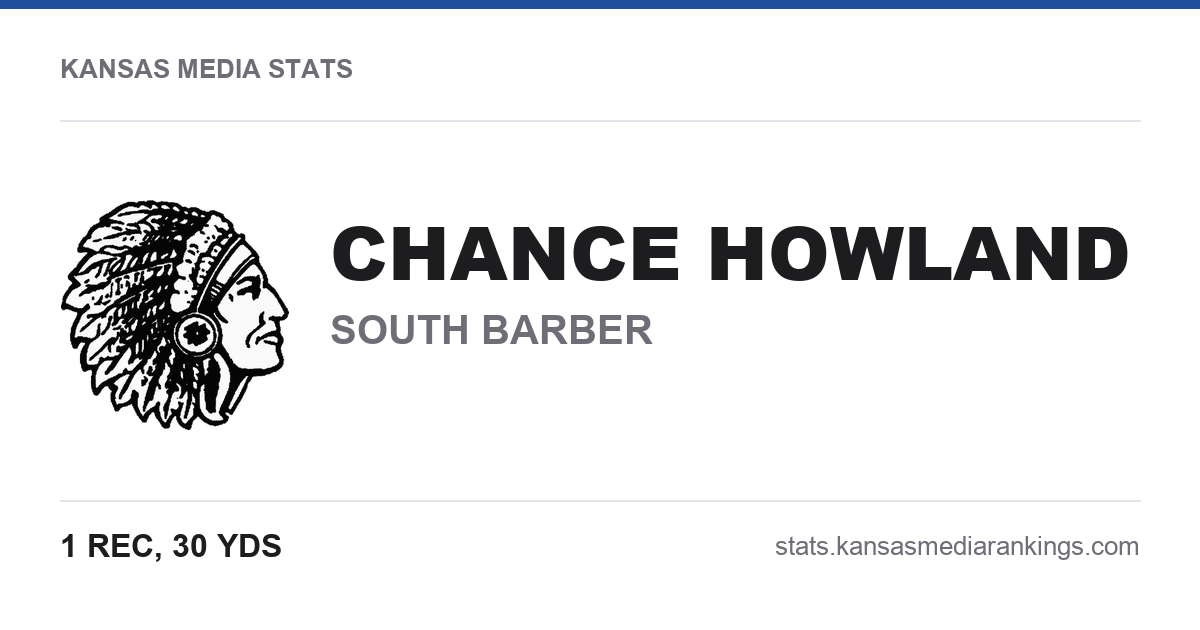 KANSAS MEDIA STATS
CHANCE HOWLAND
SOUTH BARBER
1 REC, 30 YDS
stats.kansasmediarankings.com